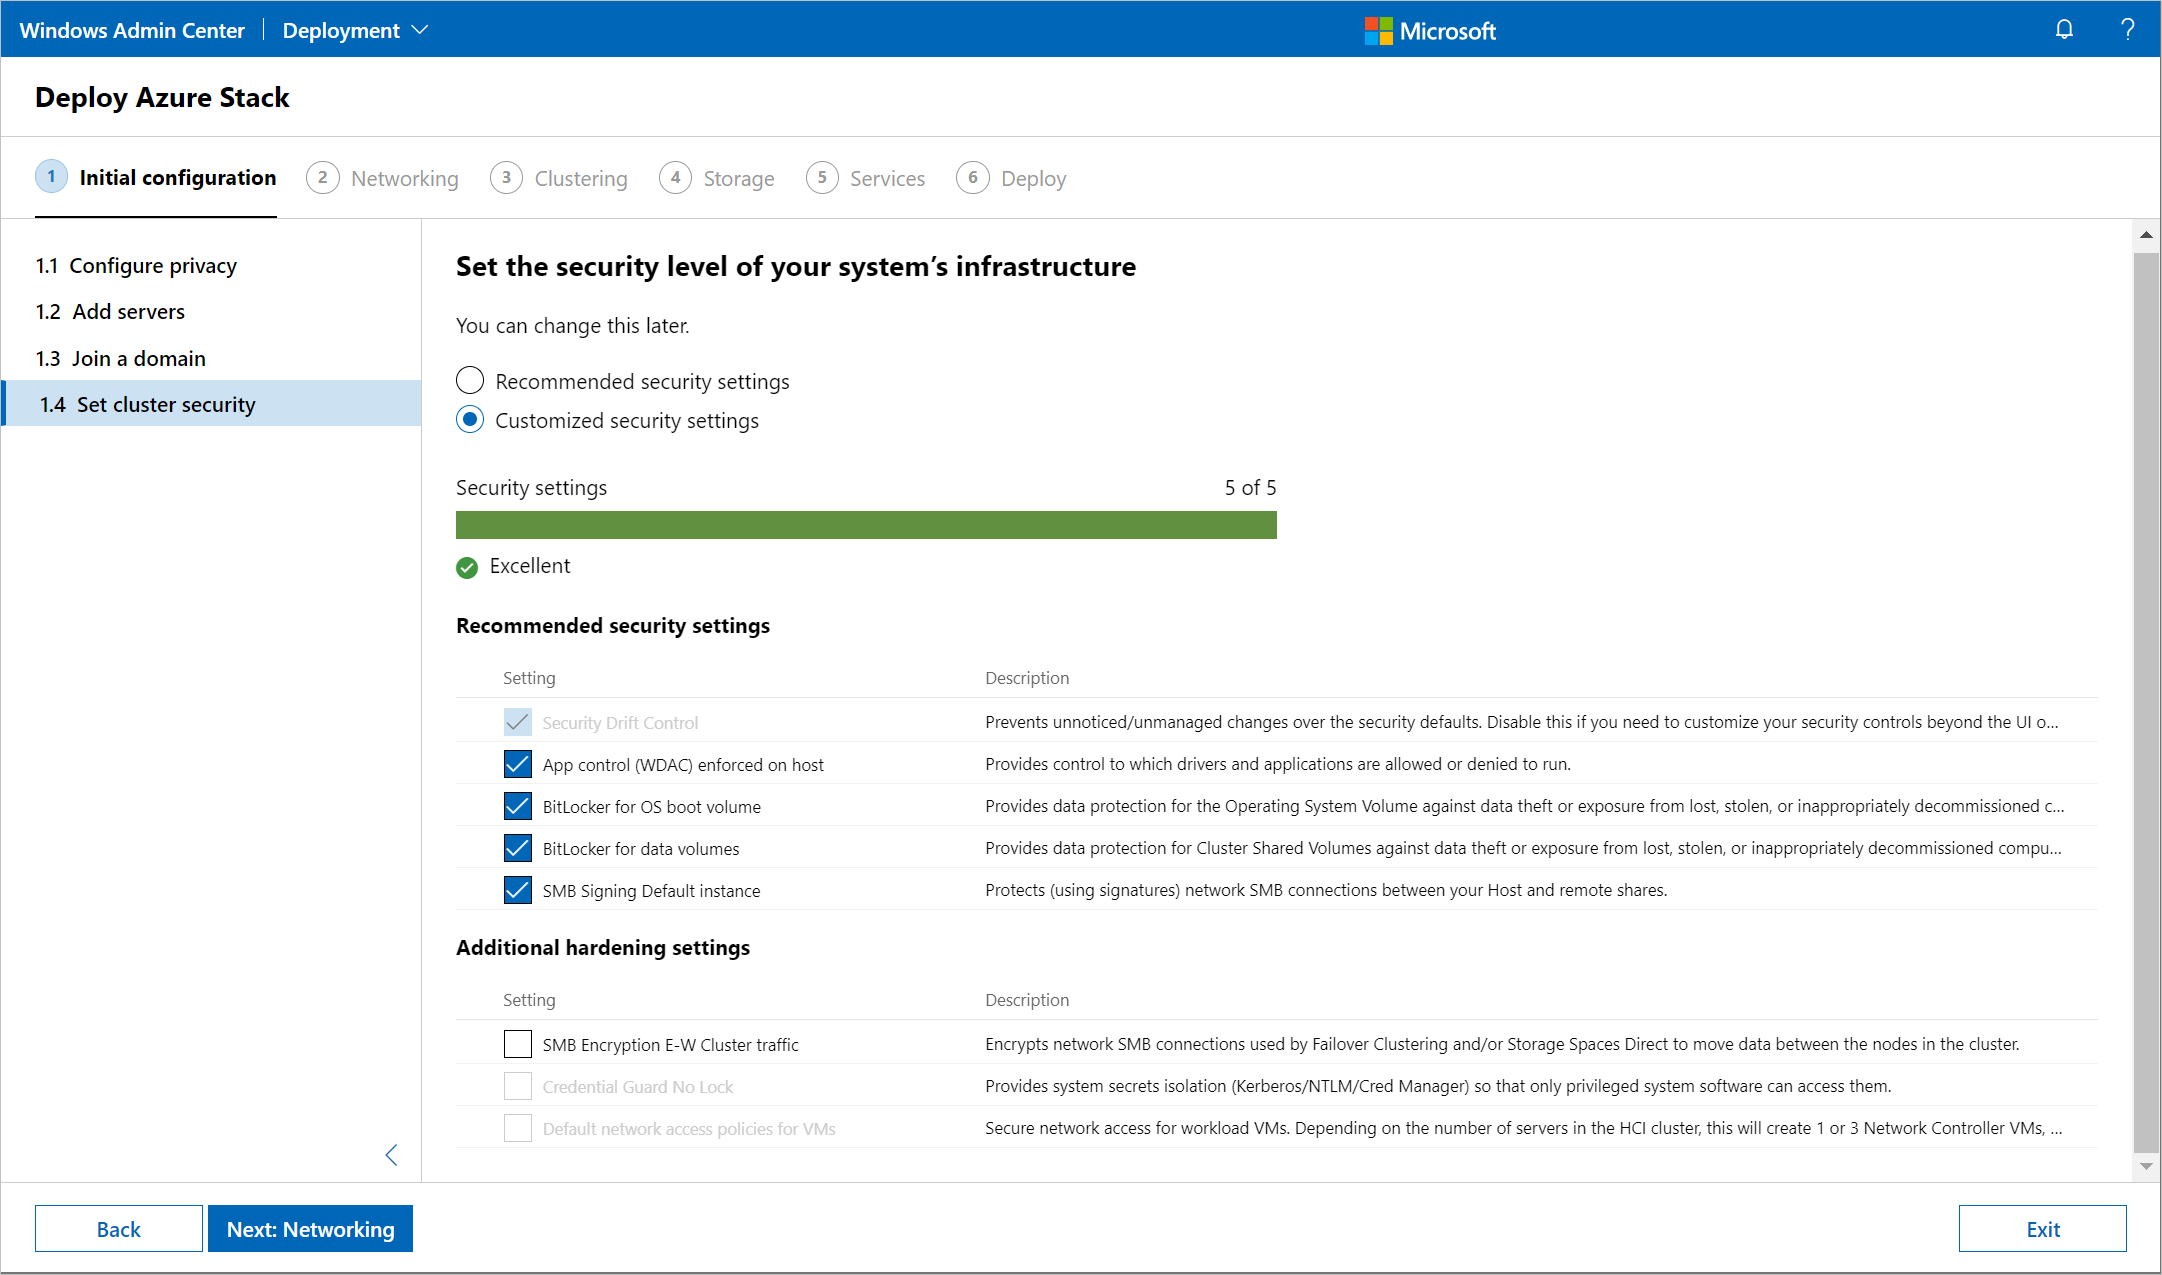 Windows Admin Center Deployment Microsoft ?
Deploy Azure Stack
1 Initial configuration 2 Networking 3 Clustering 4 Storage 5 Services 6 Deploy
1.1 Configure privacy
1.2 Add servers
1.3 Join a domain
1.4 Set cluster security
Set the security level of your system’s infrastructure
You can change this later.
Recommended security settings
Customized security settings
Security settings 5 of 5
Excellent
Recommended security settings
Setting Description
Security Drift Control Prevents unnoticed/unmanaged changes over the security defaults. Disable this if you need to customize your security controls beyond the UI o...
App control (WDAC) enforced on host Provides control to which drivers and applications are allowed or denied to run.
BitLocker for OS boot volume Provides data protection for the Operating System Volume against data theft or exposure from lost, stolen, or inappropriately decommissioned c...
BitLocker for data volumes Provides data protection for Cluster Shared Volumes against data theft or exposure from lost, stolen, or inappropriately decommissioned compu...
SMB Signing Default instance Protects (using signatures) network SMB connections between your Host and remote shares.
Additional hardening settings
Setting Description
SMB Encryption E-W Cluster traffic Encrypts network SMB connections used by Failover Clustering and/or Storage Spaces Direct to move data between the nodes in the cluster.
Credential Guard No Lock Provides system secrets isolation (Kerberos/NTLM/Cred Manager) so that only privileged system software can access them.
Default network access policies for VMs Secure network access for workload VMs. Depending on the number of servers in the HCI cluster, this will create 1 or 3 Network Controller VMs, ...
Back Next: Networking Exit